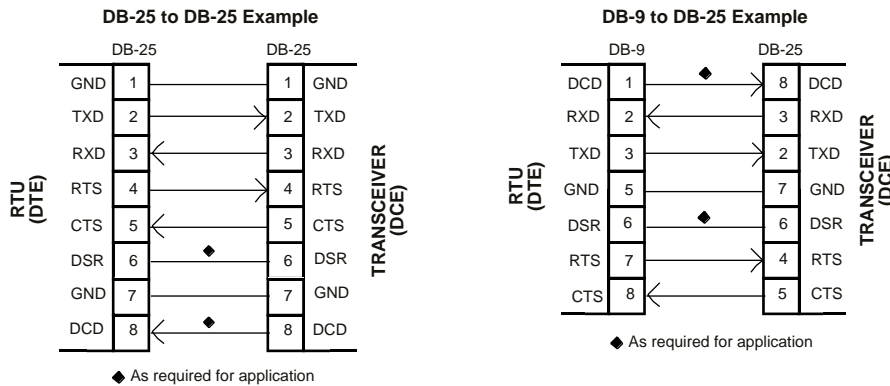 DB-25 to DB-25 Example
DB-25 DB-25
GND 1 1 GND
TXD 2 2 TXD
RXD 3 3 RXD
RTS 4 4 RTS
CTS 5 5 CTS
DSR 6 6 DSR
GND 7 7 GND
DCD 8 8 DCD
RTU
(DTE)
TRANSCEIVER
(DCE)
As required for application
DB-9 to DB-25 Example
DB-9 DB-25
DCD 1 8 DCD
RXD 2 3 RXD
TXD 3 2 TXD
GND 5 7 GND
DSR 6 6 DSR
RTS 7 4 RTS
CTS 8 5 CTS
RTU
(DTE)
TRANSCEIVER
(DCE)
As required for application